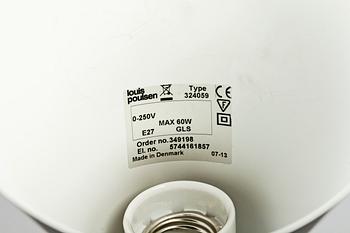 louis
poulsen
Type
324059
0-250V
MAX 60W
E27 GLS
Order no. 349198
El. no. 5744161857
Made in Denmark 07-13